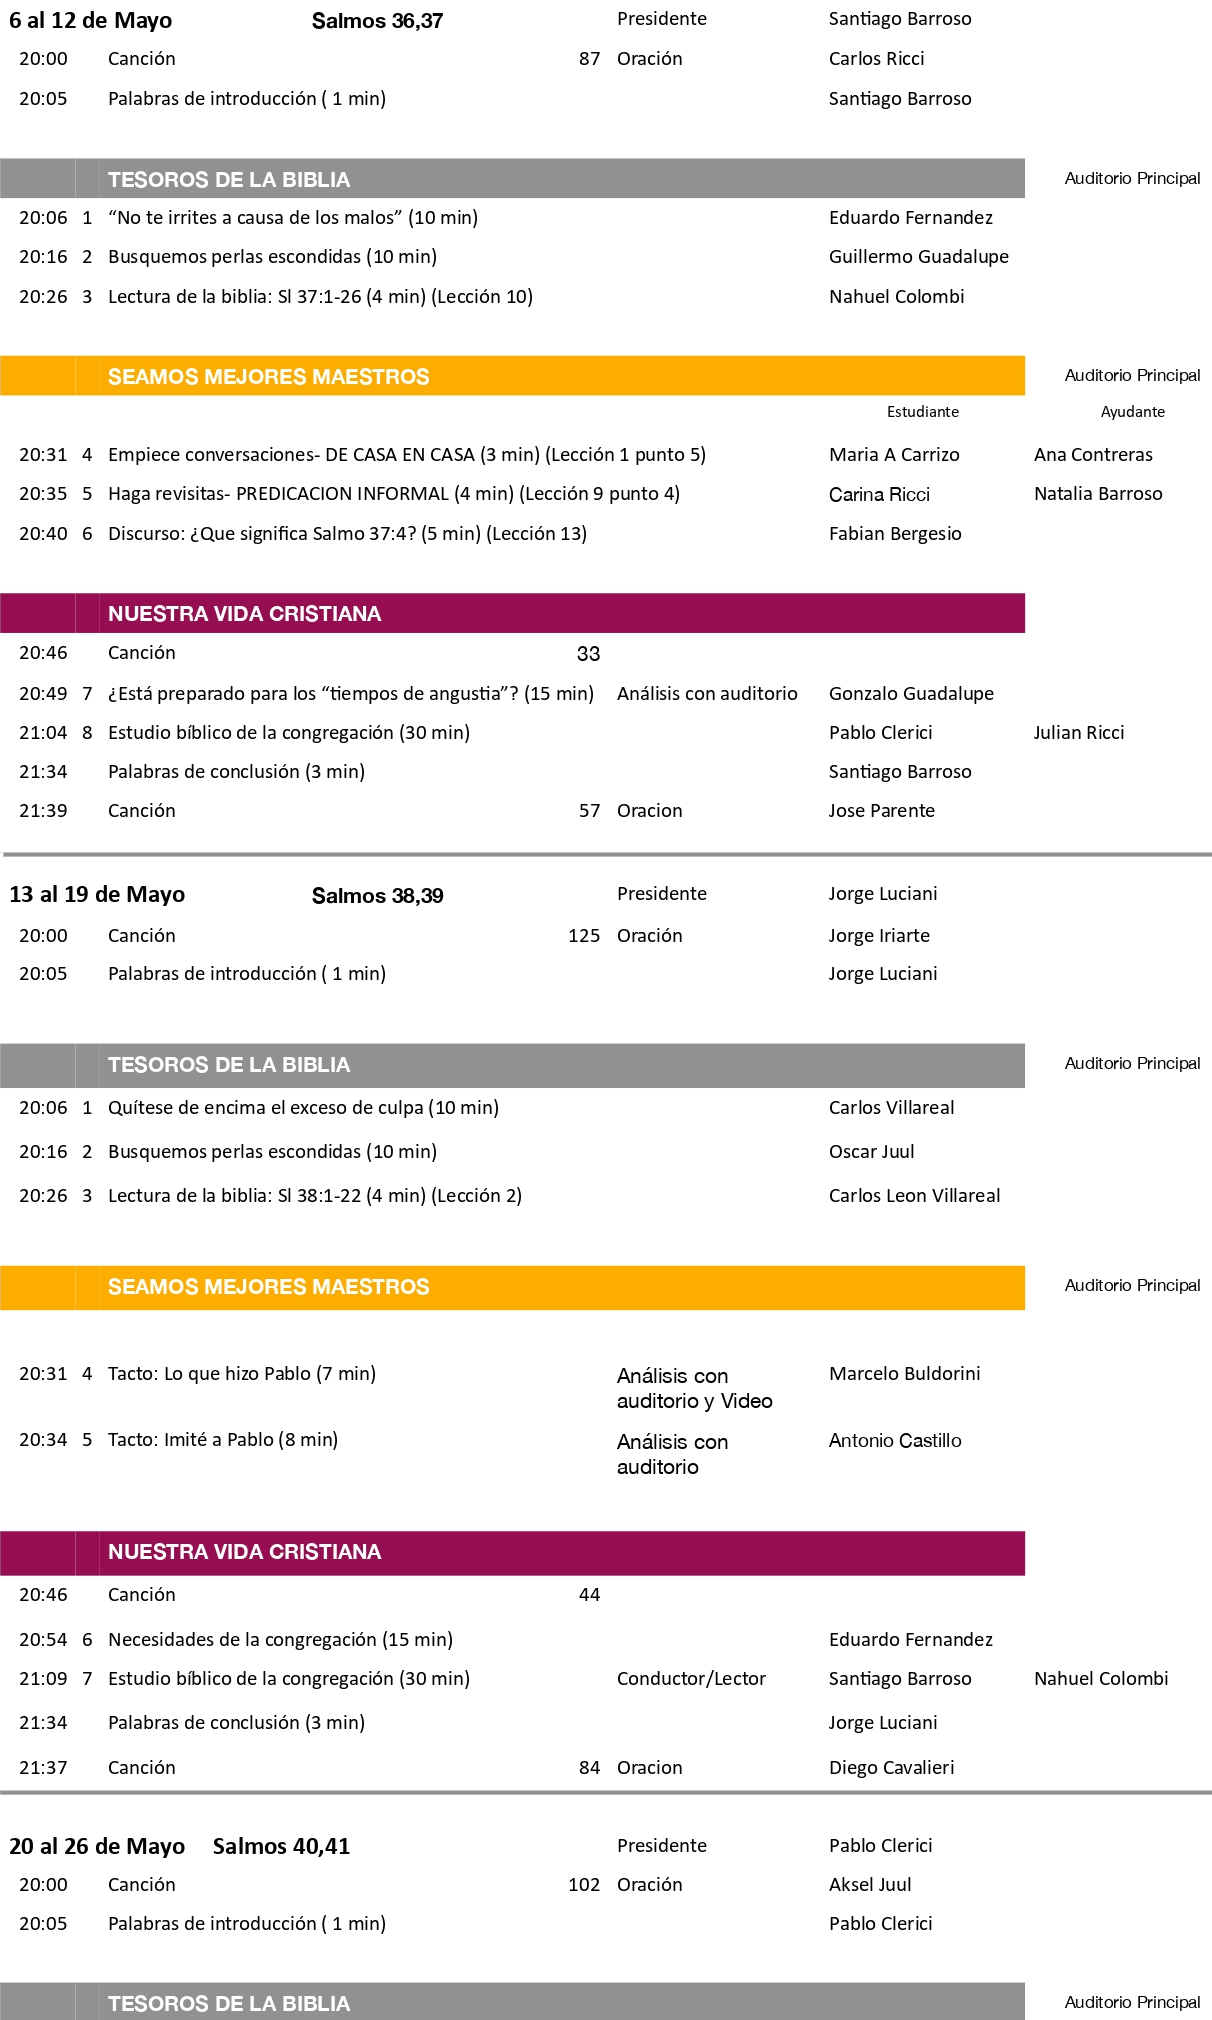 6 al 12 de Mayo Salmos 36,37 Presidente Santiago Barroso
20:00 Canción 87 Oración Carlos Ricci
20:05 Palabras de introducción ( 1 min) Santiago Barroso
TESOROS DE LA BIBLIA Auditorio Principal
20:06 1 “No te irrites a causa de los malos” (10 min) Eduardo Fernandez
20:16 2 Busquemos perlas escondidas (10 min) Guillermo Guadalupe
20:26 3 Lectura de la biblia: Sl 37:1-26 (4 min) (Lección 10) Nahuel Colombi
SEAMOS MEJORES MAESTROS Auditorio Principal
Estudiante Ayudante
20:31 4 Empiece conversaciones- DE CASA EN CASA (3 min) (Lección 1 punto 5) Maria A Carrizo Ana Contreras
20:35 5 Haga revisitas- PREDICACION INFORMAL (4 min) (Lección 9 punto 4) Carina Ricci Natalia Barroso
20:40 6 Discurso: ¿Que significa Salmo 37:4? (5 min) (Lección 13) Fabian Bergesio
NUESTRA VIDA CRISTIANA
20:46 Canción 33
20:49 7 ¿Está preparado para los “tiempos de angustia”? (15 min) Análisis con auditorio Gonzalo Guadalupe
21:04 8 Estudio bíblico de la congregación (30 min) Pablo Clerici Julian Ricci
21:34 Palabras de conclusión (3 min) Santiago Barroso
21:39 Canción 57 Oracion Jose Parente
13 al 19 de Mayo Salmos 38,39 Presidente Jorge Luciani
20:00 Canción 125 Oración Jorge Iriarte
20:05 Palabras de introducción ( 1 min) Jorge Luciani
TESOROS DE LA BIBLIA Auditorio Principal
20:06 1 Quítese de encima el exceso de culpa (10 min) Carlos Villareal
20:16 2 Busquemos perlas escondidas (10 min) Oscar Juul
20:26 3 Lectura de la biblia: Sl 38:1-22 (4 min) (Lección 2) Carlos Leon Villareal
SEAMOS MEJORES MAESTROS Auditorio Principal
20:31 4 Tacto: Lo que hizo Pablo (7 min) Análisis con Marcelo Buldorini
auditorio y Video
20:34 5 Tacto: Imité a Pablo (8 min) Análisis con Antonio Castillo
auditorio
NUESTRA VIDA CRISTIANA
20:46 Canción 44
20:54 6 Necesidades de la congregación (15 min) Eduardo Fernandez
21:09 7 Estudio bíblico de la congregación (30 min) Conductor/Lector Santiago Barroso Nahuel Colombi
21:34 Palabras de conclusión (3 min) Jorge Luciani
21:37 Canción 84 Oracion Diego Cavalieri
20 al 26 de Mayo Salmos 40,41 Presidente Pablo Clerici
20:00 Canción 102 Oración Aksel Juul
20:05 Palabras de introducción ( 1 min) Pablo Clerici
TESOROS DE LA BIBLIA Auditorio Principal